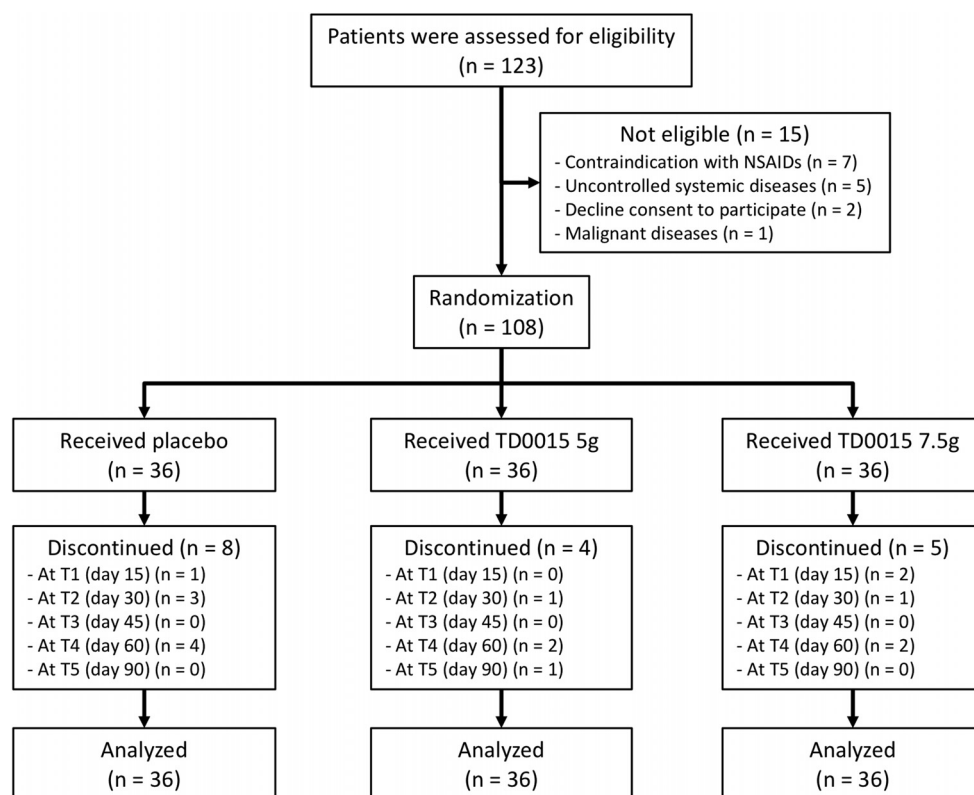 Patients were assessed for eligibility
(n = 123)
Not eligible (n = 15)
- Contraindication with NSAIDs (n = 7)
- Uncontrolled systemic diseases (n = 5)
- Decline consent to participate (n = 2)
- Malignant diseases (n = 1)
Randomization
(n = 108)
Received placebo
(n = 36)
Received TD0015 5g
(n = 36)
Received TD0015 7.5g
(n = 36)
Discontinued (n = 8)
- At T1 (day 15) (n = 1)
- At T2 (day 30) (n = 3)
- At T3 (day 45) (n = 0)
- At T4 (day 60) (n = 4)
- At T5 (day 90) (n = 0)
Discontinued (n = 4)
- At T1 (day 15) (n = 0)
- At T2 (day 30) (n = 1)
- At T3 (day 45) (n = 0)
- At T4 (day 60) (n = 2)
- At T5 (day 90) (n = 1)
Discontinued (n = 5)
- At T1 (day 15) (n = 2)
- At T2 (day 30) (n = 1)
- At T3 (day 45) (n = 0)
- At T4 (day 60) (n = 2)
- At T5 (day 90) (n = 0)
Analyzed
(n = 36)
Analyzed
(n = 36)
Analyzed
(n = 36)